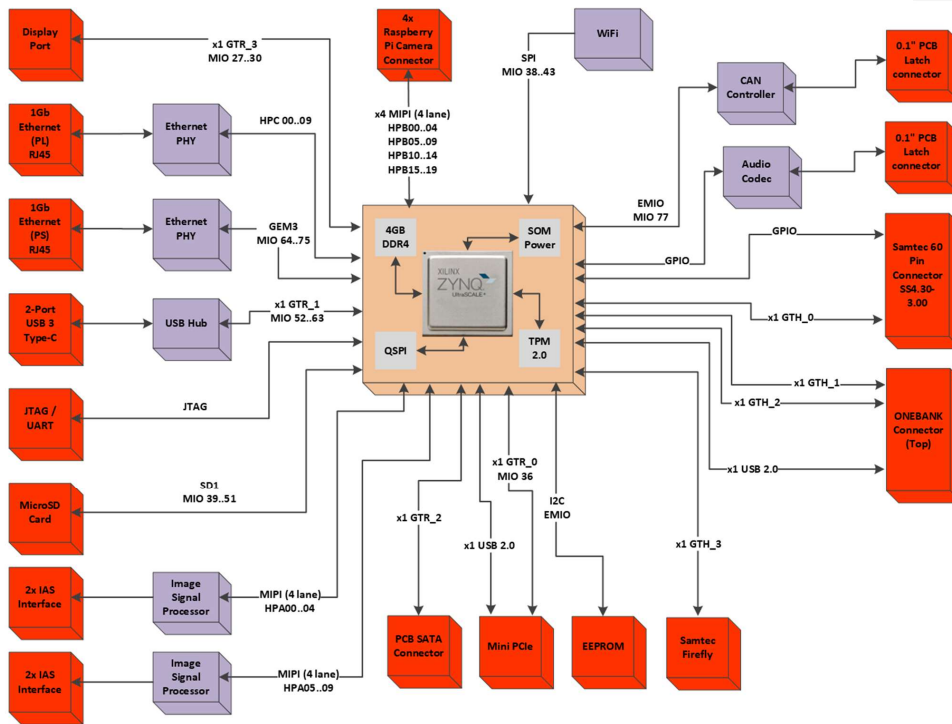 Display
Port
x1 GTR_3
MIO 27..30
4x
Raspberry
Pi Camera
Connector
WiFi
SPI
MIO 38..43
CAN
Controller
0.1" PCB
Latch
connector
1Gb
Ethernet
(PL)
RJ45
Ethernet
PHY
HPC 00..09
x4 MIPI (4 lane)
HPB00..04
HPB05..09
HPB10..14
HPB15..19
Audio
Codec
0.1" PCB
Latch
connector
1Gb
Ethernet
(PS)
RJ45
Ethernet
PHY
GEM3
MIO 64..75
EMIO
MIO 77
GPIO
GPIO
Samtec 60
Pin
Connector
SS4.30-
3.00
4GB
DDR4
SOM
Power
XILINX
ZYNQ
UltraSCALE+
QSPI
TPM
2.0
2-Port
USB 3
Type-C
USB Hub
x1 GTR_1
MIO 52..63
x1 GTH_0
x1 GTH_1
x1 GTH_2
ONEBANK
Connector
(Top)
x1 USB 2.0
JTAG /
UART
JTAG
MicroSD
Card
SD1
MIO 39..51
x1 GTR_2
x1 GTR_0
MIO 36
x1 USB 2.0
I2C
EMIO
x1 GTH_3
2x IAS
Interface
Image
Signal
Processor
MIPI (4 lane)
HPA00..04
2x IAS
Interface
Image
Signal
Processor
MIPI (4 lane)
HPA05..09
PCB SATA
Connector
Mini PCIe
EEPROM
Samtec
Firefly